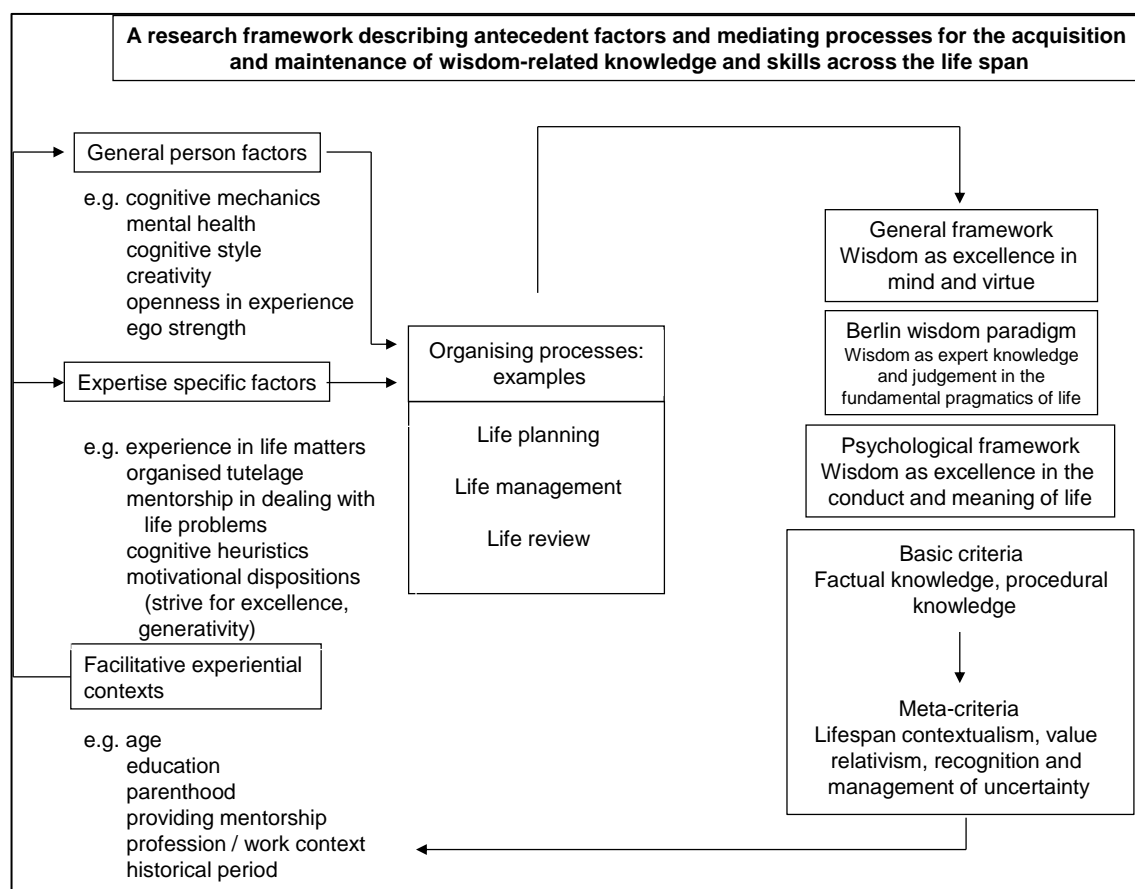 A research framework describing antecedent factors and mediating processes for the acquisition
and maintenance of wisdom-related knowledge and skills across the life span
General person factors
e.g. cognitive mechanics
mental health
cognitive style
creativity
openness in experience
ego strength
Expertise specific factors
e.g. experience in life matters
organised tutelage
mentorship in dealing with
life problems
cognitive heuristics
motivational dispositions
(strive for excellence,
generativity)
Facilitative experiential
contexts
e.g. age
education
parenthood
providing mentorship
profession / work context
historical period
Organising processes:
examples
Life planning
Life management
Life review
General framework
Wisdom as excellence in
mind and virtue
Berlin wisdom paradigm
Wisdom as expert knowledge
and judgement in the
fundamental pragmatics of life
Psychological framework
Wisdom as excellence in the
conduct and meaning of life
Basic criteria
Factual knowledge, procedural
knowledge
Meta-criteria
Lifespan contextualism, value
relativism, recognition and
management of uncertainty